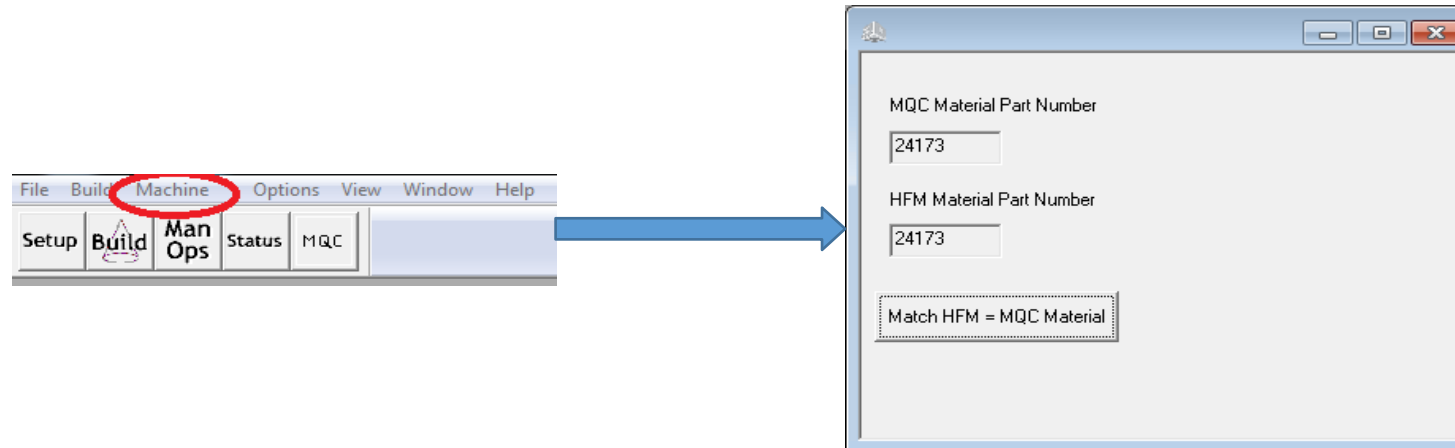 File Build Machine Options View Window Help
Setup Build Man Ops Status MQC
MQC Material Part Number
24173
HFM Material Part Number
24173
Match HFM = MQC Material